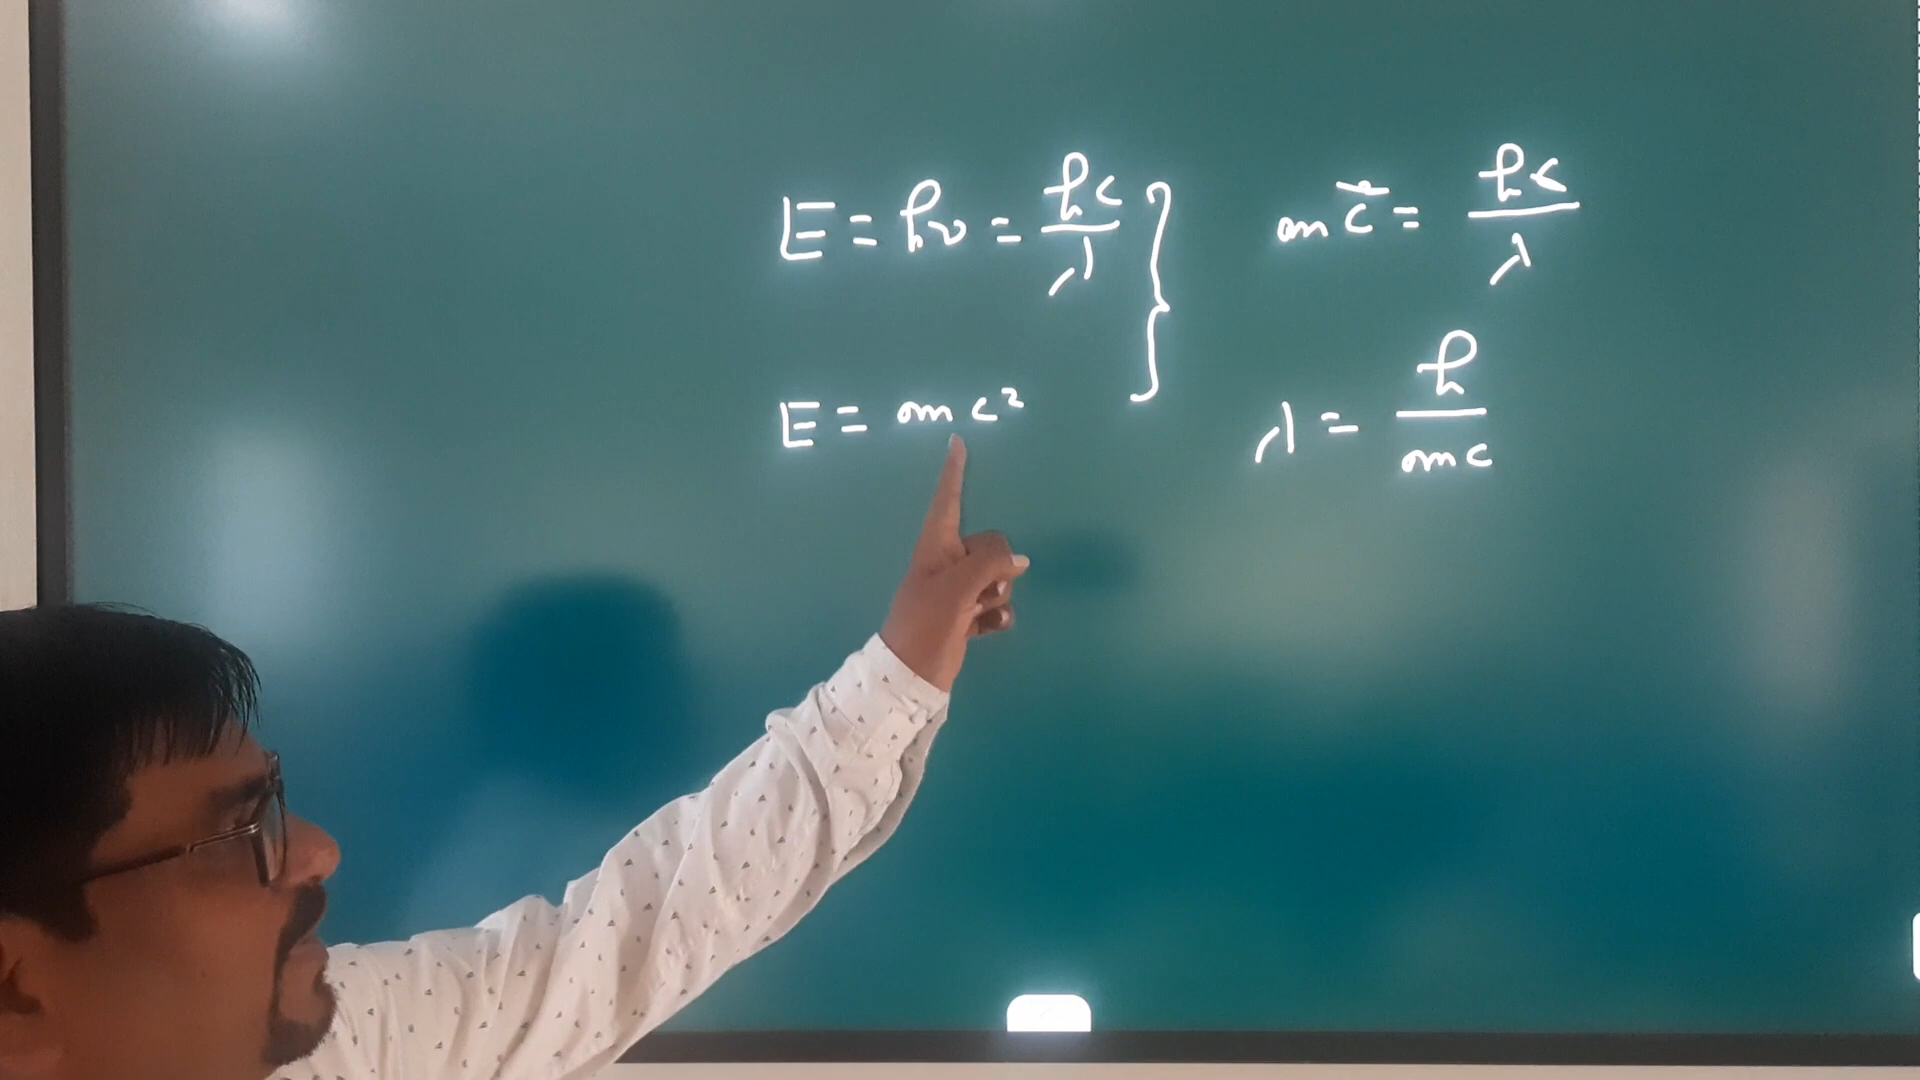 E = hν = hc/λ
E = mc²
mc² = hc/λ
λ = h/mc